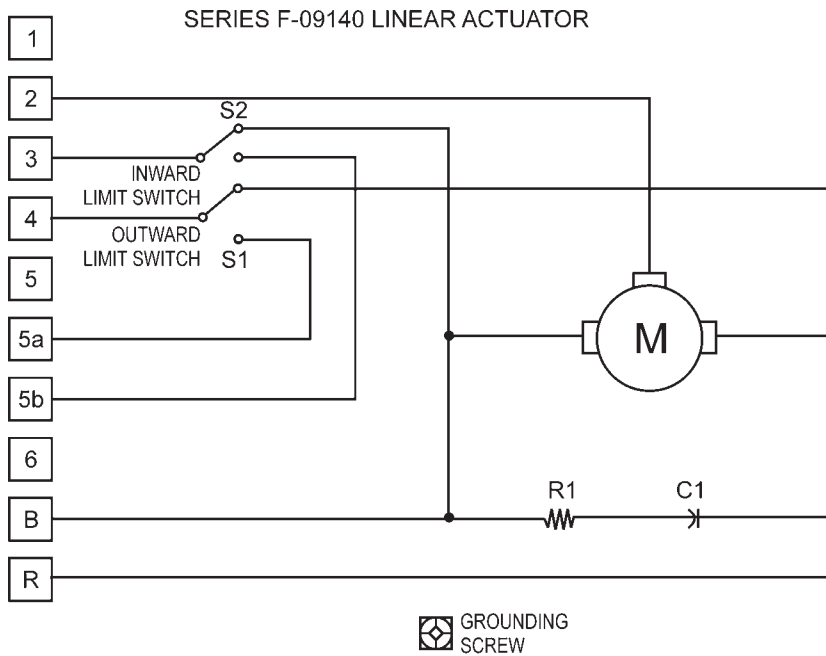 SERIES F-09140 LINEAR ACTUATOR
1
2
S2
3
INWARD
LIMIT SWITCH
4
OUTWARD
LIMIT SWITCH S1
5
M
5a
5b
6
R1 C1
B
R
GROUNDING
SCREW